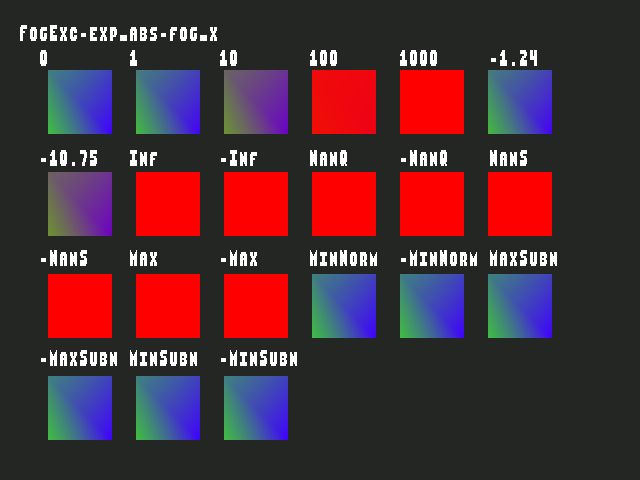 FogExc-exp_abs-fog_x
0 1 10 100 1000 -1.24
-10.75 Inf -Inf NanQ -NanQ NanS
-NanS Max -Max MinNorm -MinNorm MaxSubN
-MaxSubN MinSubN -MinSubN